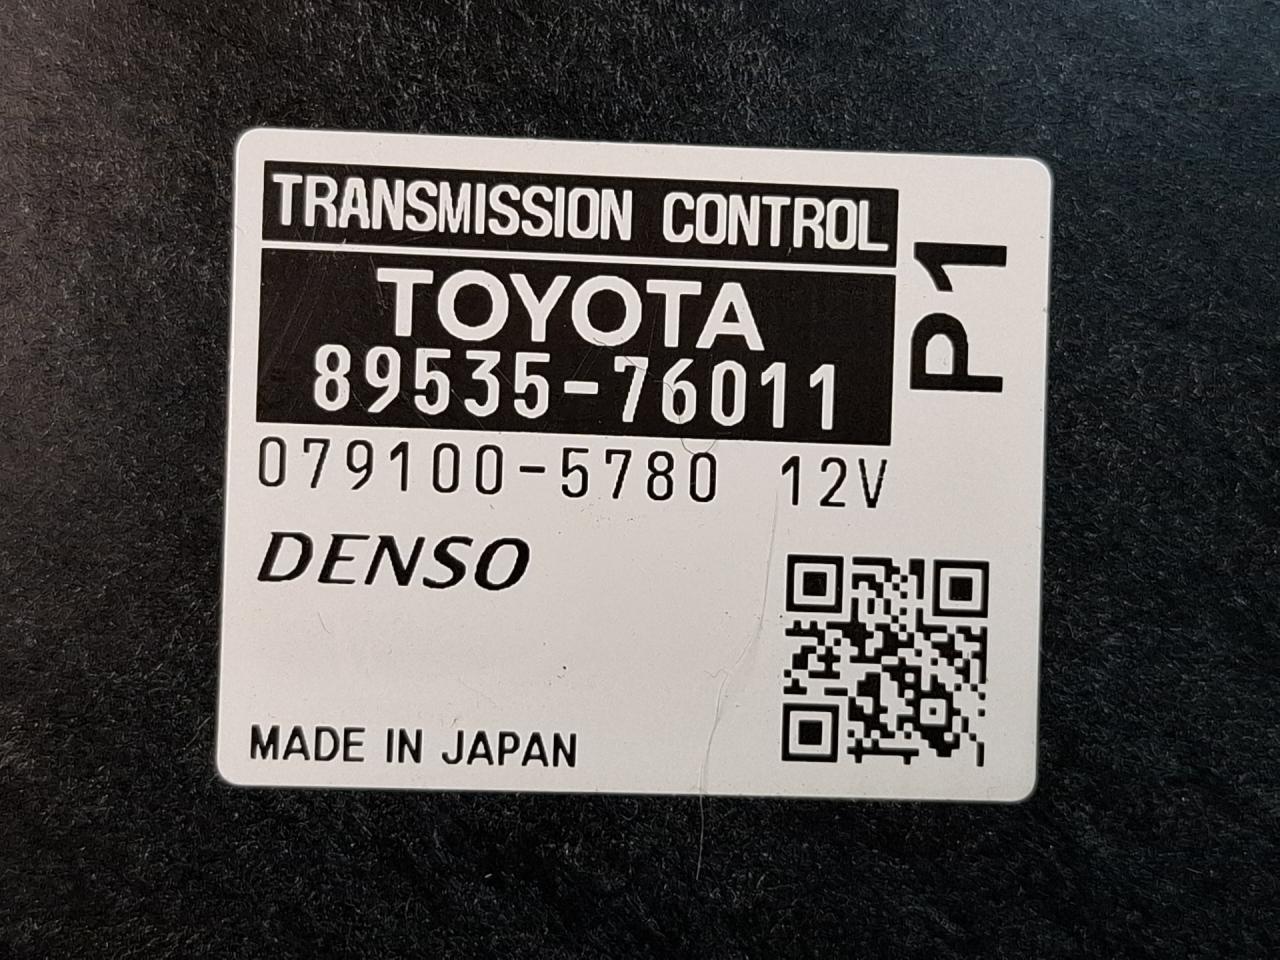 TRANSMISSION CONTROL
TOYOTA
89535-76011
P1
079100-5780 12V
DENSO
MADE IN JAPAN